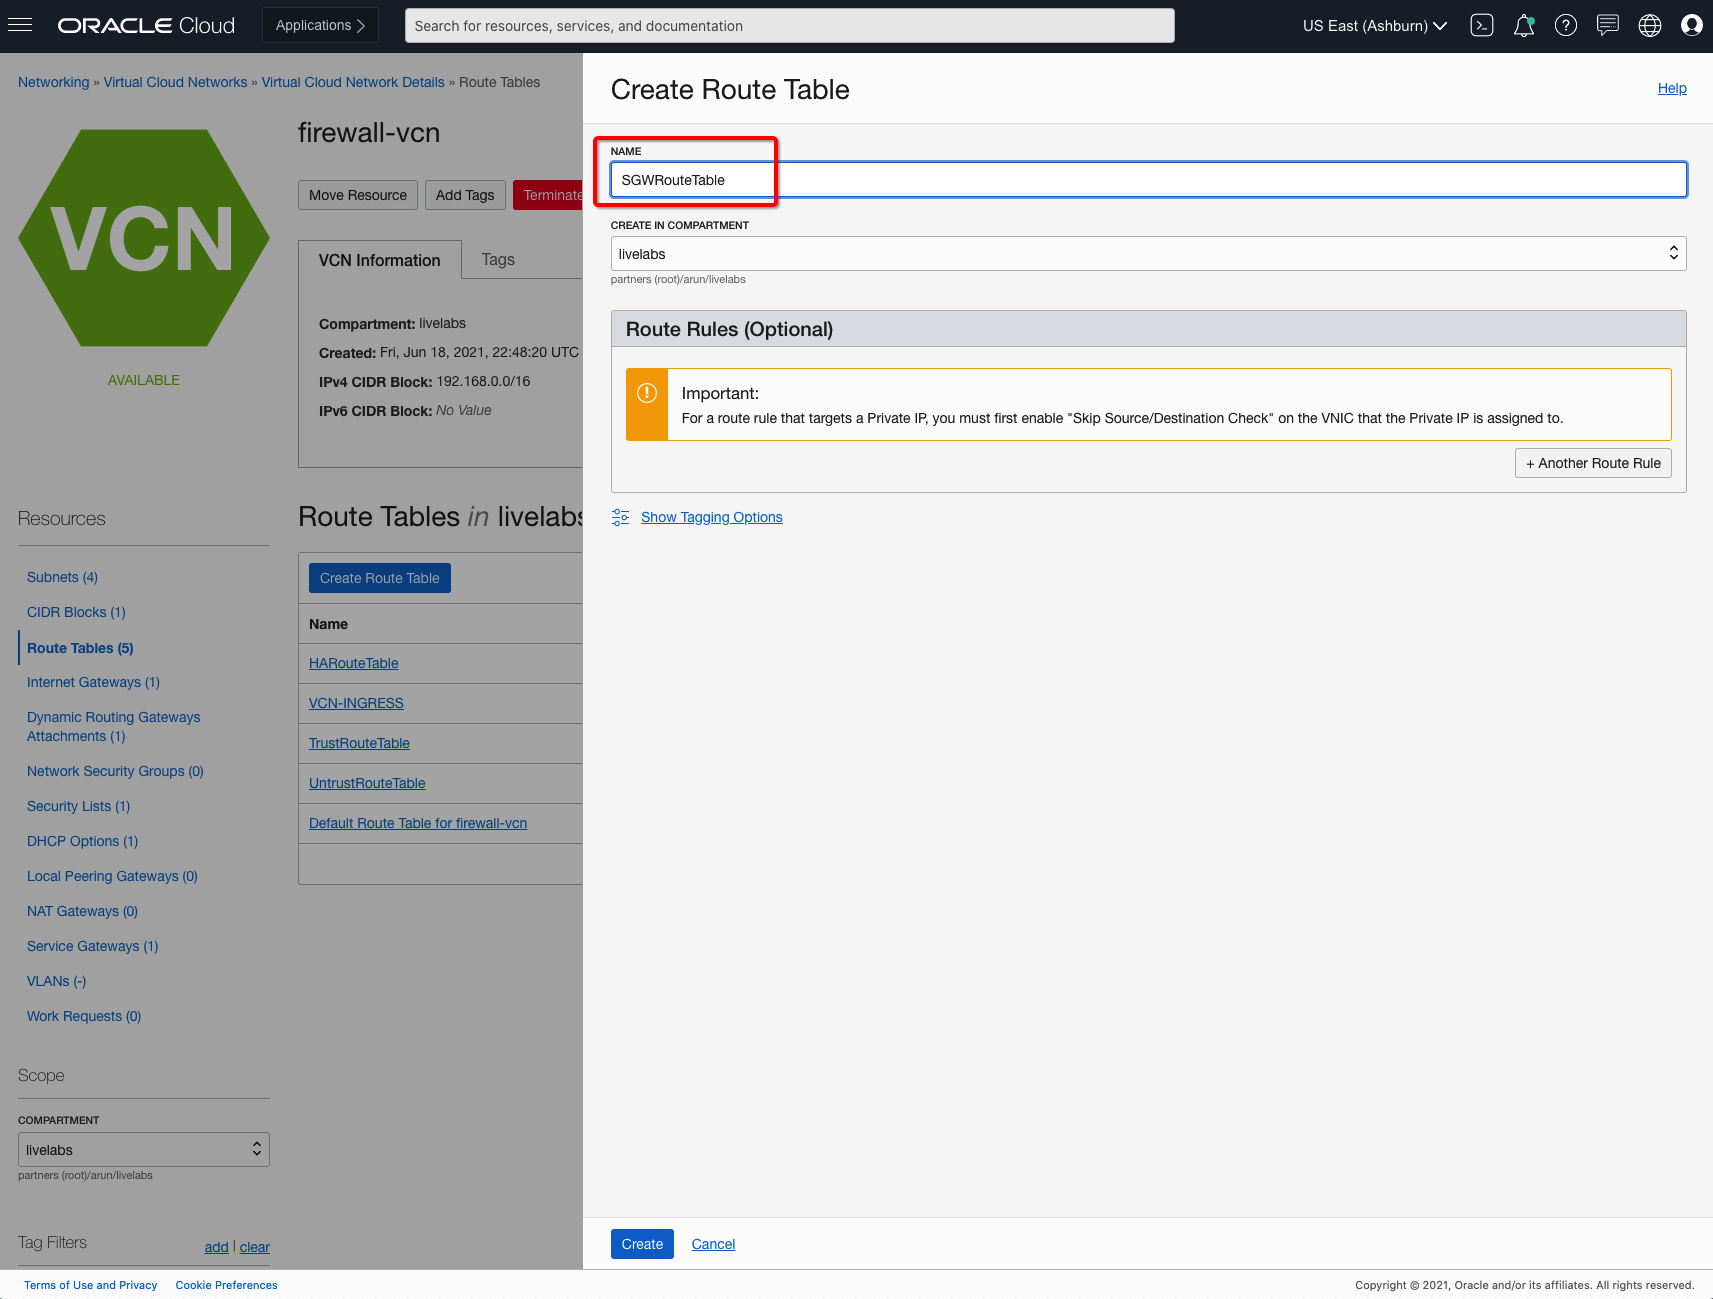 ORACLE Cloud
Applications
Search for resources, services, and documentation
US East (Ashburn)
Networking » Virtual Cloud Networks » Virtual Cloud Network Details » Route Tables
VCN
AVAILABLE
firewall-vcn
Move Resource
Add Tags
Terminate
VCN Information
Tags
Compartment: livelabs
Created: Fri, Jun 18, 2021, 22:48:20 UTC
IPv4 CIDR Block: 192.168.0.0/16
IPv6 CIDR Block: No Value
Resources
Subnets (4)
CIDR Blocks (1)
Route Tables (5)
Internet Gateways (1)
Dynamic Routing Gateways
Attachments (1)
Network Security Groups (0)
Security Lists (1)
DHCP Options (1)
Local Peering Gateways (0)
NAT Gateways (0)
Service Gateways (1)
VLANs (-)
Work Requests (0)
Scope
COMPARTMENT
livelabs
partners (root)/arun/livelabs
Tag Filters
add | clear
Route Tables in livelabs
Create Route Table
Name
HARouteTable
VCN-INGRESS
TrustRouteTable
UntrustRouteTable
Default Route Table for firewall-vcn
Create Route Table
Help
NAME
SGWRouteTable
CREATE IN COMPARTMENT
livelabs
partners (root)/arun/livelabs
Route Rules (Optional)
Important:
For a route rule that targets a Private IP, you must first enable "Skip Source/Destination Check" on the VNIC that the Private IP is assigned to.
+ Another Route Rule
Show Tagging Options
Create
Cancel
Terms of Use and Privacy
Cookie Preferences
Copyright © 2021, Oracle and/or its affiliates. All rights reserved.